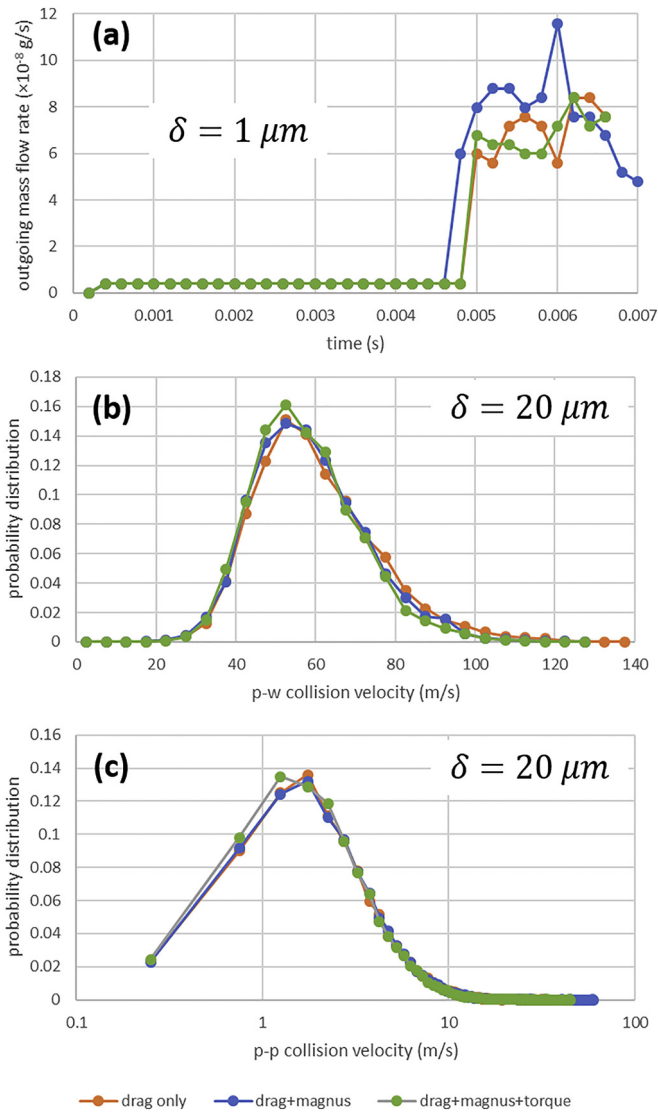 (a)
δ = 1 μm
outgoing mass flow rate (×10⁻⁸ g/s)
12
10
8
6
4
2
0
0 0.001 0.002 0.003 0.004 0.005 0.006 0.007
time (s)
(b)
δ = 20 μm
probability distribution
0.18
0.16
0.14
0.12
0.1
0.08
0.06
0.04
0.02
0
0 20 40 60 80 100 120 140
p-w collision velocity (m/s)
(c)
δ = 20 μm
probability distribution
0.16
0.14
0.12
0.1
0.08
0.06
0.04
0.02
0
0.1 1 10 100
p-p collision velocity (m/s)
drag only drag+magnus drag+magnus+torque